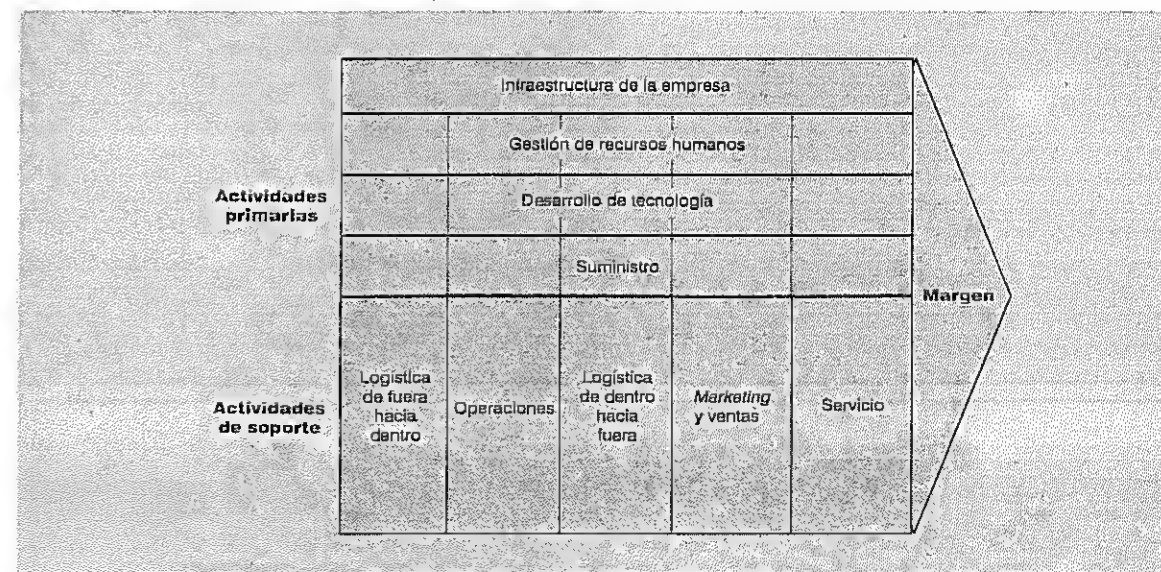 Infraestructura de la empresa
Gestión de recursos humanos
Actividades
primarias
Desarrollo de tecnología
Suministro
Margen
Actividades
de soporte
Logística
de fuera
hacia
dentro
Operaciones
Logística
de dentro
hacia
fuera
Marketing
y ventas
Servicio